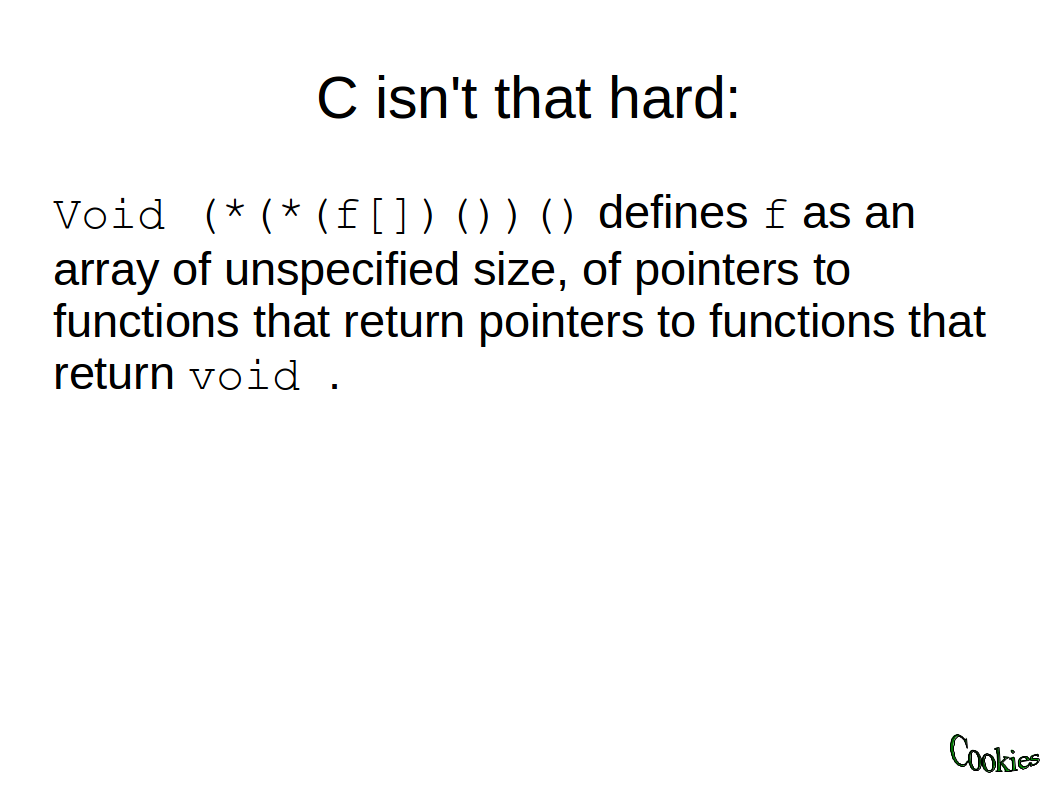 C isn't that hard:
Void (*(*(f[])())() defines f as an
array of unspecified size, of pointers to
functions that return pointers to functions that
return void .
Cookies